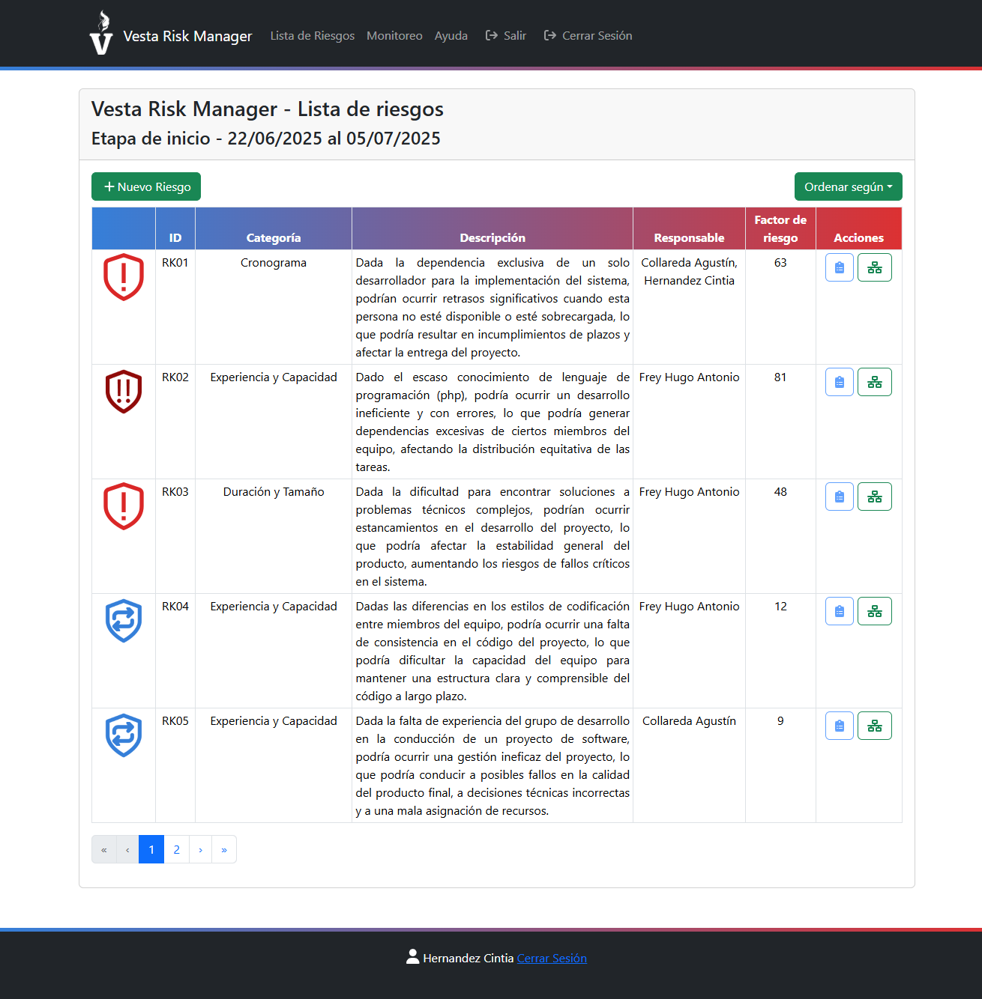 Vesta Risk Manager Lista de Riesgos Monitoreo Ayuda Salir Cerrar Sesión
Vesta Risk Manager - Lista de riesgos
Etapa de inicio - 22/06/2025 al 05/07/2025
Nuevo Riesgo
Ordenar según
ID Categoría Descripción Responsable Factor de riesgo Acciones
RK01 Cronograma
Dada la dependencia exclusiva de un solo
desarrollador para la implementación del sistema,
podrían ocurrir retrasos significativos cuando esta
persona no esté disponible o esté sobrecargada, lo
que podría resultar en incumplimientos de plazos y
afectar la entrega del proyecto.
Collareda Agustín,
Hernandez Cintia
63
RK02 Experiencia y Capacidad
Dado el escaso conocimiento de lenguaje de
programación (php), podría ocurrir un desarrollo
ineficiente y con errores, lo que podría generar
dependencias excesivas de ciertos miembros del
equipo, afectando la distribución equitativa de las
tareas.
Frey Hugo Antonio
81
RK03 Duración y Tamaño
Dada la dificultad para encontrar soluciones a
problemas técnicos complejos, podrían ocurrir
estancamientos en el desarrollo del proyecto, lo
que podría afectar la estabilidad general del
producto, aumentando los riesgos de fallos críticos
en el sistema.
Frey Hugo Antonio
48
RK04 Experiencia y Capacidad
Dadas las diferencias en los estilos de codificación
entre miembros del equipo, podría ocurrir una falta
de consistencia en el código del proyecto, lo que
podría dificultar la capacidad del equipo para
mantener una estructura clara y comprensible del
código a largo plazo.
Frey Hugo Antonio
12
RK05 Experiencia y Capacidad
Dada la falta de experiencia del grupo de desarrollo
en la conducción de un proyecto de software,
podría ocurrir una gestión ineficaz del proyecto, lo
que podría conducir a posibles fallos en la calidad
del producto final, a decisiones técnicas incorrectas
y a una mala asignación de recursos.
Collareda Agustín
9
« ‹ 1 2 › »
Hernandez Cintia Cerrar Sesión